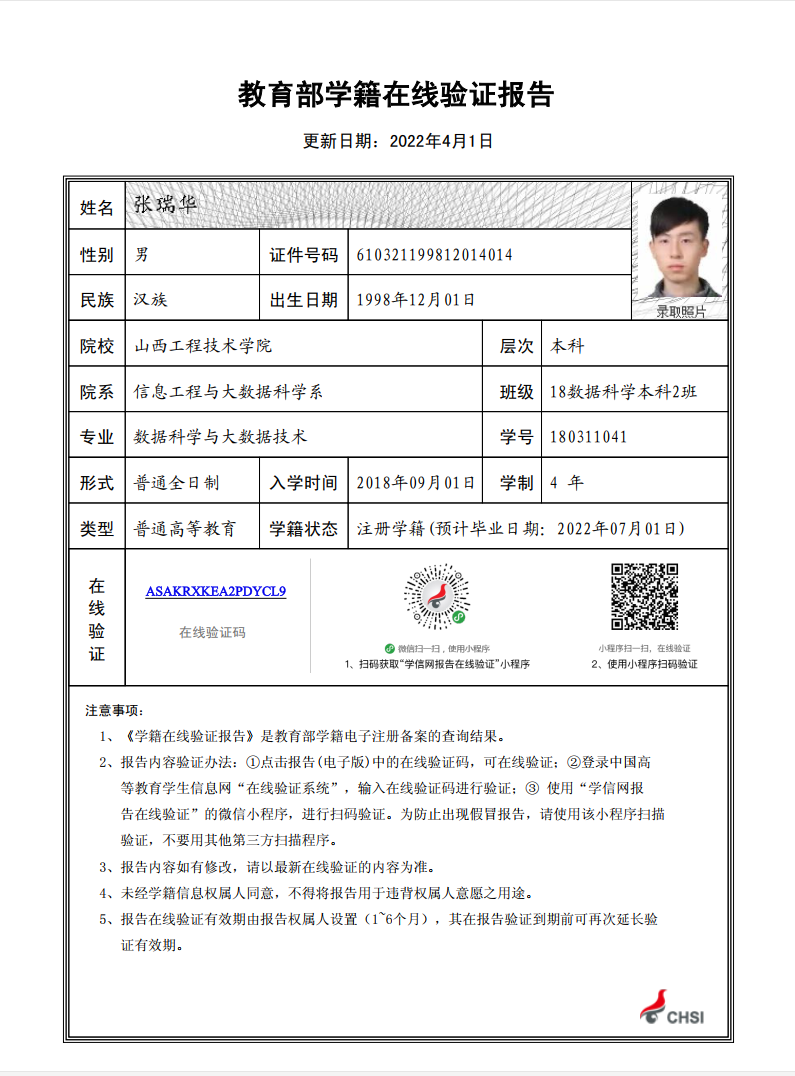 教育部学籍在线验证报告
更新日期：2022年4月1日
姓名 张瑞华
性别 男 证件号码 610321199812014014
民族 汉族 出生日期 1998年12月01日
录取照片
院校 山西工程技术学院 层次 本科
院系 信息工程与大数据科学系 班级 18数据科学本科2班
专业 数据科学与大数据技术 学号 180311041
形式 普通全日制 入学时间 2018年09月01日 学制 4 年
类型 普通高等教育 学籍状态 注册学籍(预计毕业日期: 2022年07月01日)
在线验证
ASAKRXKEA2PDYCL9
在线验证码
微信扫一扫，使用小程序
1、扫码获取“学信网报告在线验证”小程序
小程序扫一扫，在线验证
2、使用小程序扫码验证
注意事项：
1、《学籍在线验证报告》是教育部学籍电子注册备案的查询结果。
2、报告内容验证办法：①点击报告(电子版)中的在线验证码，可在线验证；②登录中国高
等教育学生信息网“在线验证系统”，输入在线验证码进行验证；③ 使用“学信网报
告在线验证”的微信小程序，进行扫码验证。为防止出现假冒报告，请使用该小程序扫描
验证，不要用其他第三方扫描程序。
3、报告内容如有修改，请以最新在线验证的内容为准。
4、未经学籍信息权属人同意，不得将报告用于违背权属人意愿之用途。
5、报告在线验证有效期由报告权属人设置（1~6个月），其在报告验证到期前可再次延长验
证有效期。
CHSI